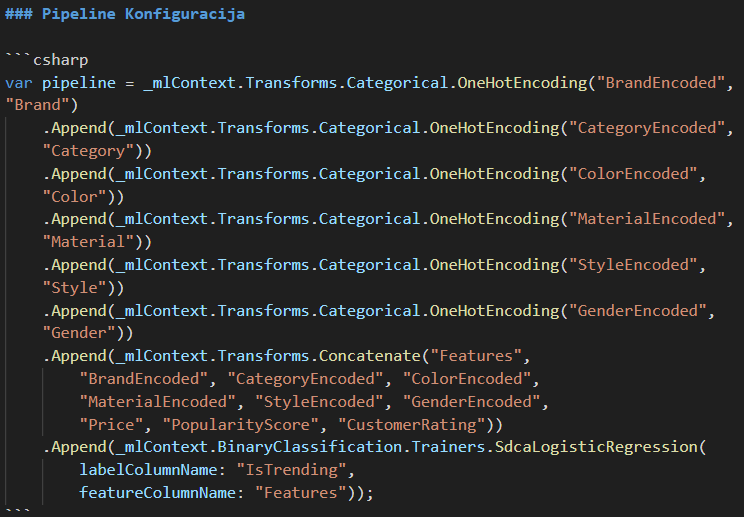 ### Pipeline Konfiguracija
```csharp
var pipeline = _mlContext.Transforms.Categorical.OneHotEncoding("BrandEncoded",
"Brand")
.Append(_mlContext.Transforms.Categorical.OneHotEncoding("CategoryEncoded",
"Category"))
.Append(_mlContext.Transforms.Categorical.OneHotEncoding("ColorEncoded",
"Color"))
.Append(_mlContext.Transforms.Categorical.OneHotEncoding("MaterialEncoded",
"Material"))
.Append(_mlContext.Transforms.Categorical.OneHotEncoding("StyleEncoded",
"Style"))
.Append(_mlContext.Transforms.Categorical.OneHotEncoding("GenderEncoded",
"Gender"))
.Append(_mlContext.Transforms.Concatenate("Features",
"BrandEncoded", "CategoryEncoded", "ColorEncoded",
"MaterialEncoded", "StyleEncoded", "GenderEncoded",
"Price", "PopularityScore", "CustomerRating"))
.Append(_mlContext.BinaryClassification.Trainers.SdcaLogisticRegression(
labelColumnName: "IsTrending",
featureColumnName: "Features"));
```